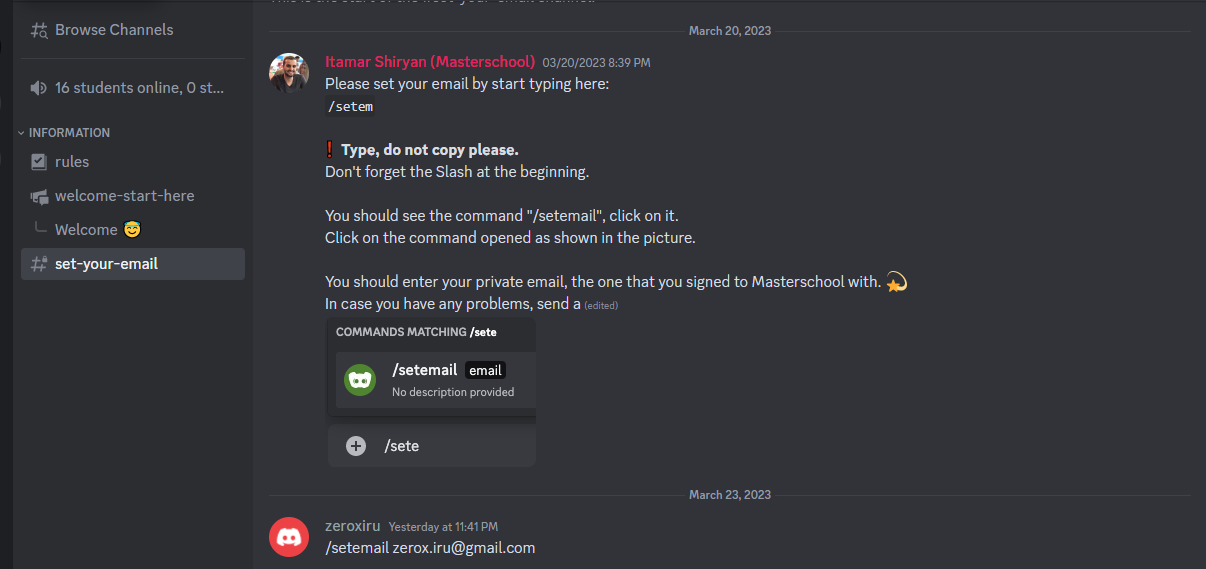 Browse Channels
16 students online, 0 st...
INFORMATION
rules
welcome-start-here
Welcome 😇
set-your-email
March 20, 2023
Itamar Shiryan (Masterschool) 03/20/2023 8:39 PM
Please set your email by start typing here:
/setem
❗ Type, do not copy please.
Don't forget the Slash at the beginning.
You should see the command "/setemail", click on it.
Click on the command opened as shown in the picture.
You should enter your private email, the one that you signed to Masterschool with. 💫
In case you have any problems, send a (edited)
COMMANDS MATCHING /sete
/setemail email
No description provided
/sete
March 23, 2023
zeroxiru Yesterday at 11:41 PM
/setemail zerox.iru@gmail.com